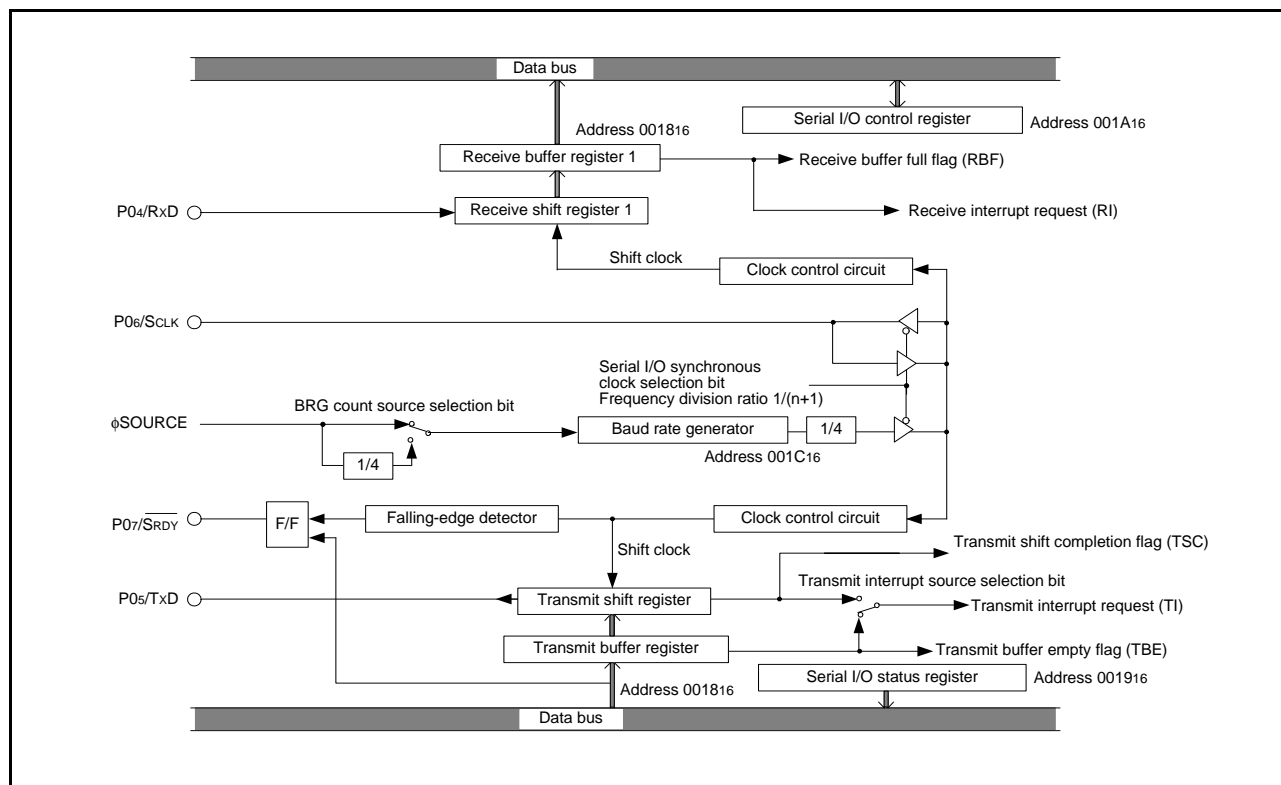 Data bus
Address 001816
Serial I/O control register
Address 001A16
Receive buffer register 1
Receive buffer full flag (RBF)
P04/RXD
Receive shift register 1
Receive interrupt request (RI)
Shift clock
Clock control circuit
P06/SCLK
Serial I/O synchronous
clock selection bit
Frequency division ratio 1/(n+1)
BRG count source selection bit
φSOURCE
Baud rate generator
1/4
1/4
Address 001C16
P07/SRDY
F/F
Falling-edge detector
Clock control circuit
Shift clock
Transmit shift completion flag (TSC)
Transmit interrupt source selection bit
P05/TXD
Transmit shift register
Transmit interrupt request (TI)
Transmit buffer register
Transmit buffer empty flag (TBE)
Address 001816
Serial I/O status register
Address 001916
Data bus